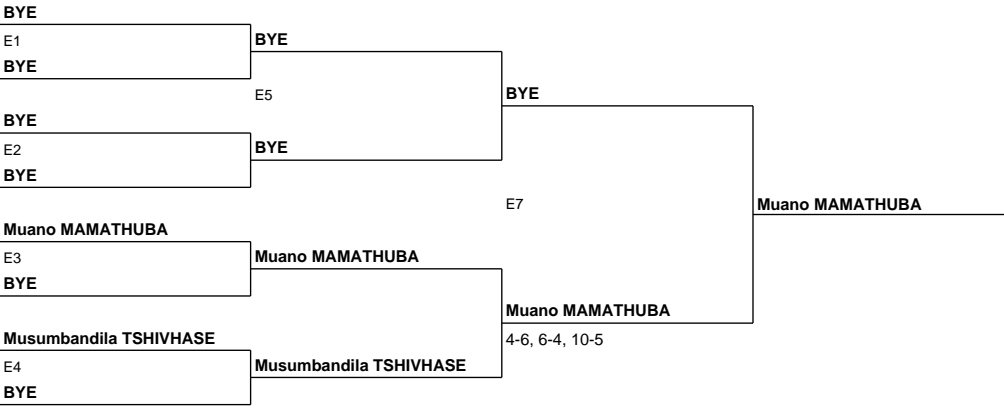 BYE
E1
BYE
BYE
E5
BYE
BYE
E2
BYE
BYE
E7
Muano MAMATHUBA
Muano MAMATHUBA
E3
Muano MAMATHUBA
BYE
Muano MAMATHUBA
Musumbandila TSHIVHASE
4-6, 6-4, 10-5
E4
Musumbandila TSHIVHASE
BYE